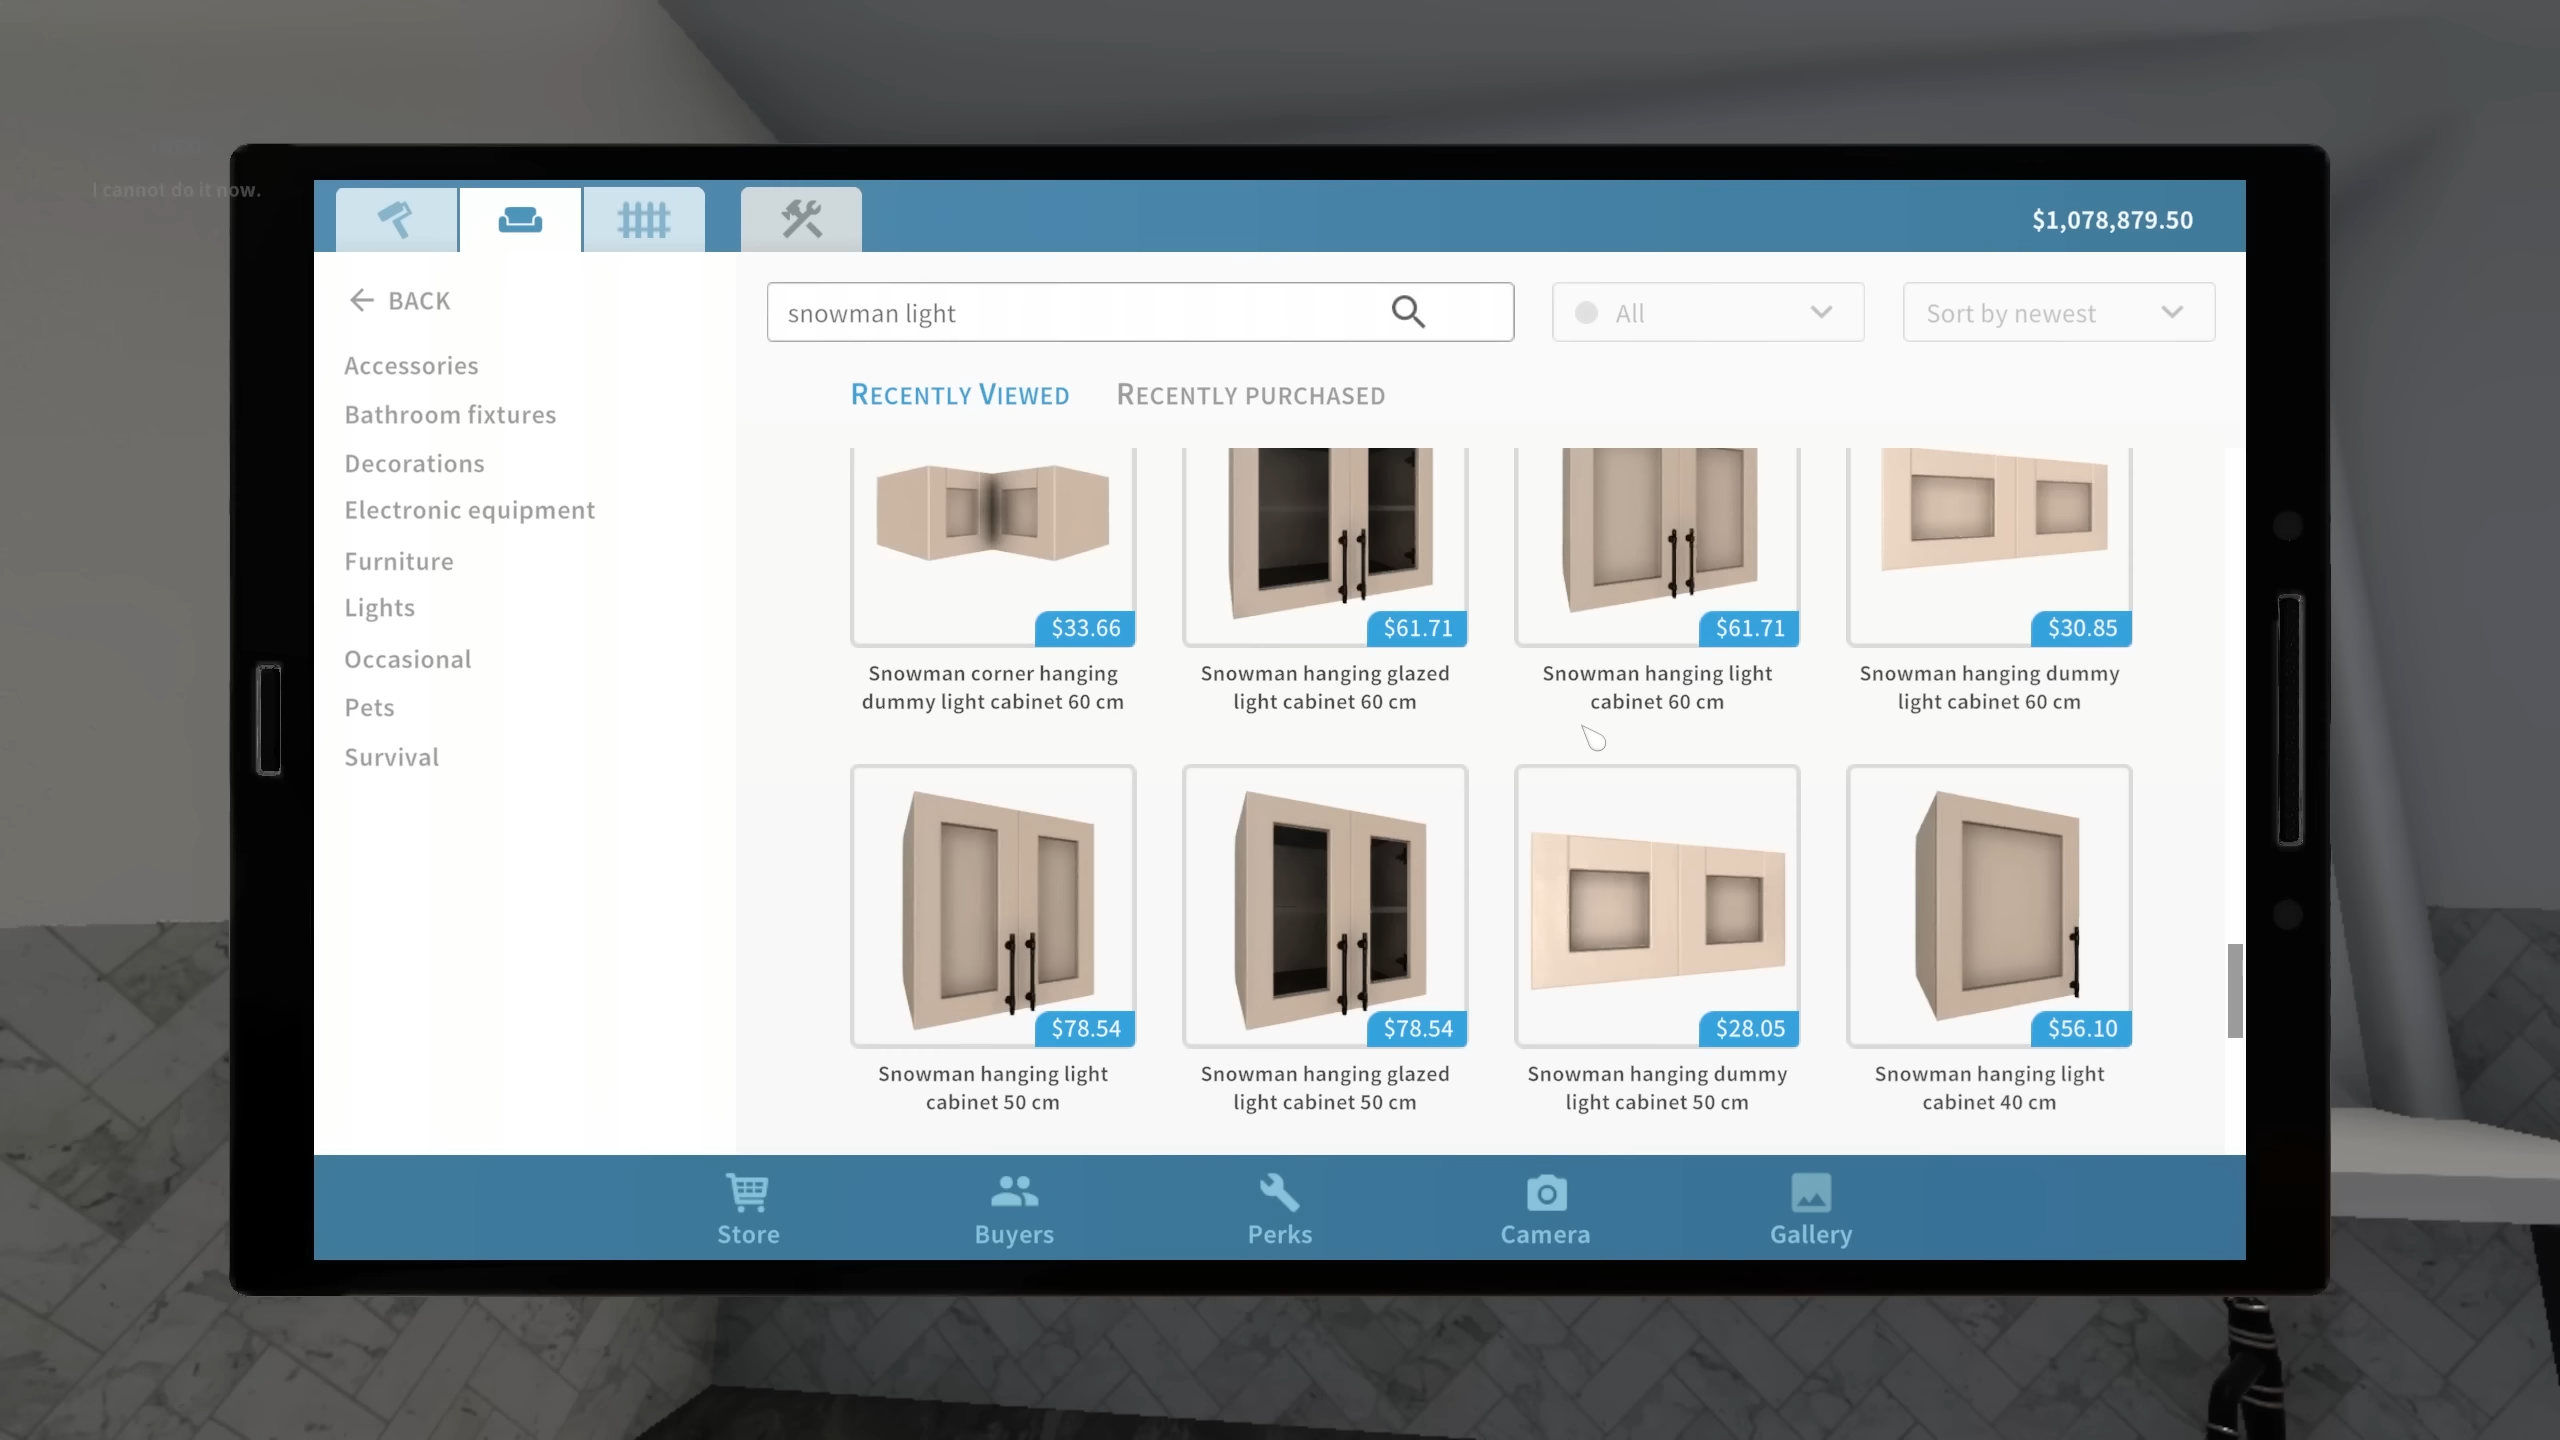 I cannot do it now.
$1,078,879.50
BACK
snowman light
All
Sort by newest
Accessories
Bathroom fixtures
Decorations
Electronic equipment
Furniture
Lights
Occasional
Pets
Survival
RECENTLY VIEWED
RECENTLY PURCHASED
$33.66
$61.71
$61.71
$30.85
Snowman corner hanging
dummy light cabinet 60 cm
Snowman hanging glazed
light cabinet 60 cm
Snowman hanging light
cabinet 60 cm
Snowman hanging dummy
light cabinet 60 cm
$78.54
$78.54
$28.05
$56.10
Snowman hanging light
cabinet 50 cm
Snowman hanging glazed
light cabinet 50 cm
Snowman hanging dummy
light cabinet 50 cm
Snowman hanging light
cabinet 40 cm
Store
Buyers
Perks
Camera
Gallery